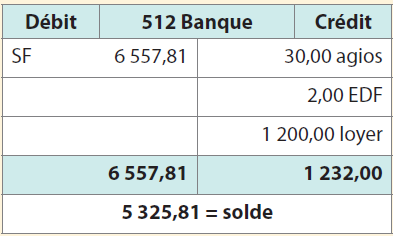 Débit 512 Banque Crédit
SF 6 557,81 30,00 agios
2,00 EDF
1 200,00 loyer
6 557,81 1 232,00
5 325,81 = solde